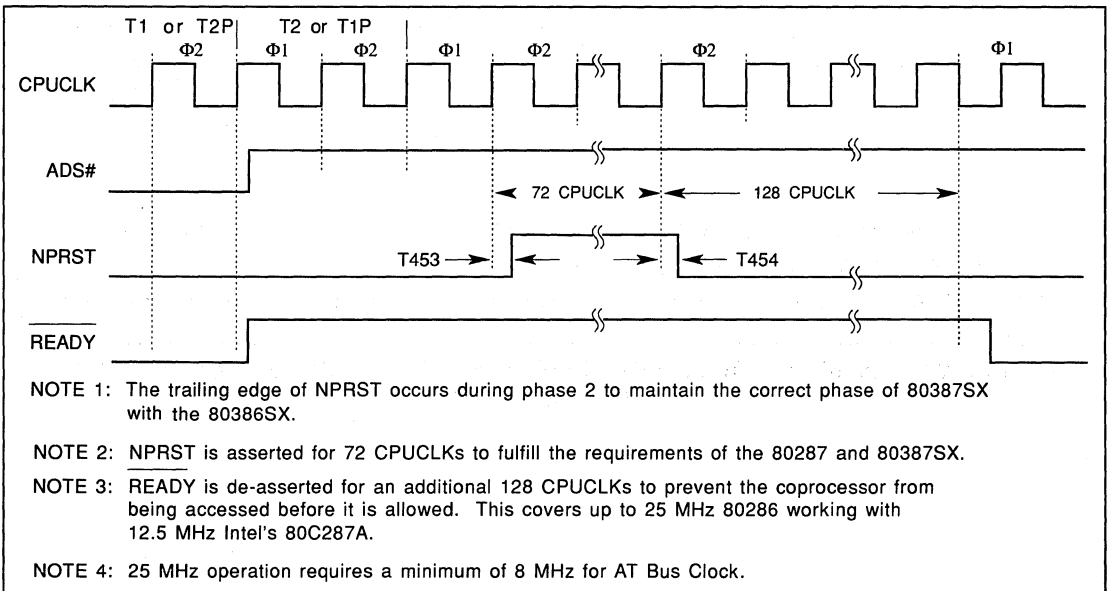 T1 or T2P T2 or T1P
Φ2 Φ1 Φ2 Φ1 Φ2 Φ2 Φ1
CPUCLK
ADS#
72 CPUCLK 128 CPUCLK
NPRST
T453 T454
READY
NOTE 1: The trailing edge of NPRST occurs during phase 2 to maintain the correct phase of 80387SX
with the 80386SX.
NOTE 2: NPRST is asserted for 72 CPUCLKs to fulfill the requirements of the 80287 and 80387SX.
NOTE 3: READY is de-asserted for an additional 128 CPUCLKs to prevent the coprocessor from
being accessed before it is allowed. This covers up to 25 MHz 80286 working with
12.5 MHz Intel's 80C287A.
NOTE 4: 25 MHz operation requires a minimum of 8 MHz for AT Bus Clock.